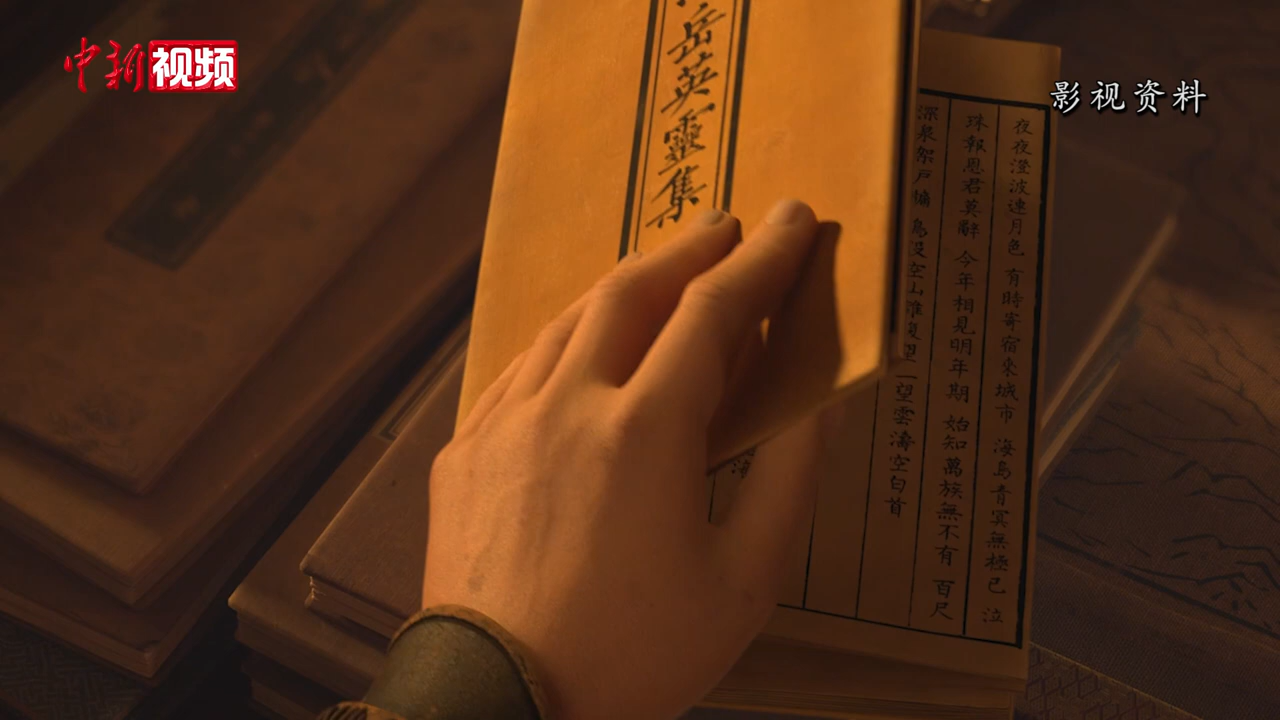 中新视频
影视资料
岳英靈集
夜夜澄波連月色 有時寄宿東城市 海島青冥無極已 泣
珠報恩君莫辭 今年相見明年期 始知萬族無不有 百尺
深泉架戶牖 鳥沒空山誰復望 一望雲濤空白首